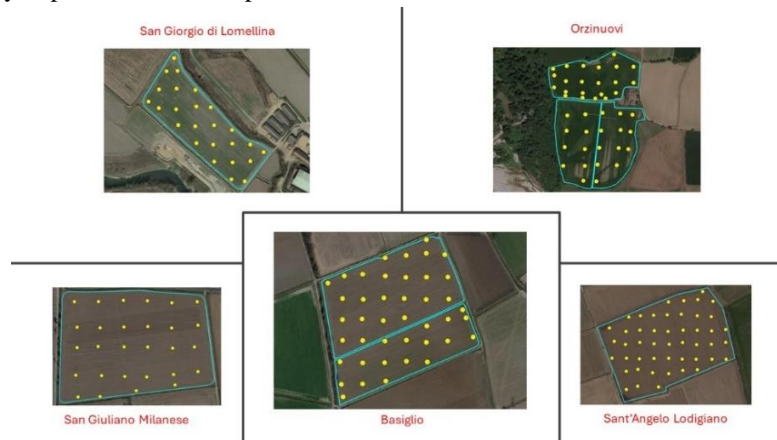 San Giorgio di Lomellina
Orzinuovi
San Giuliano Milanese
Basiglio
Sant'Angelo Lodigiano